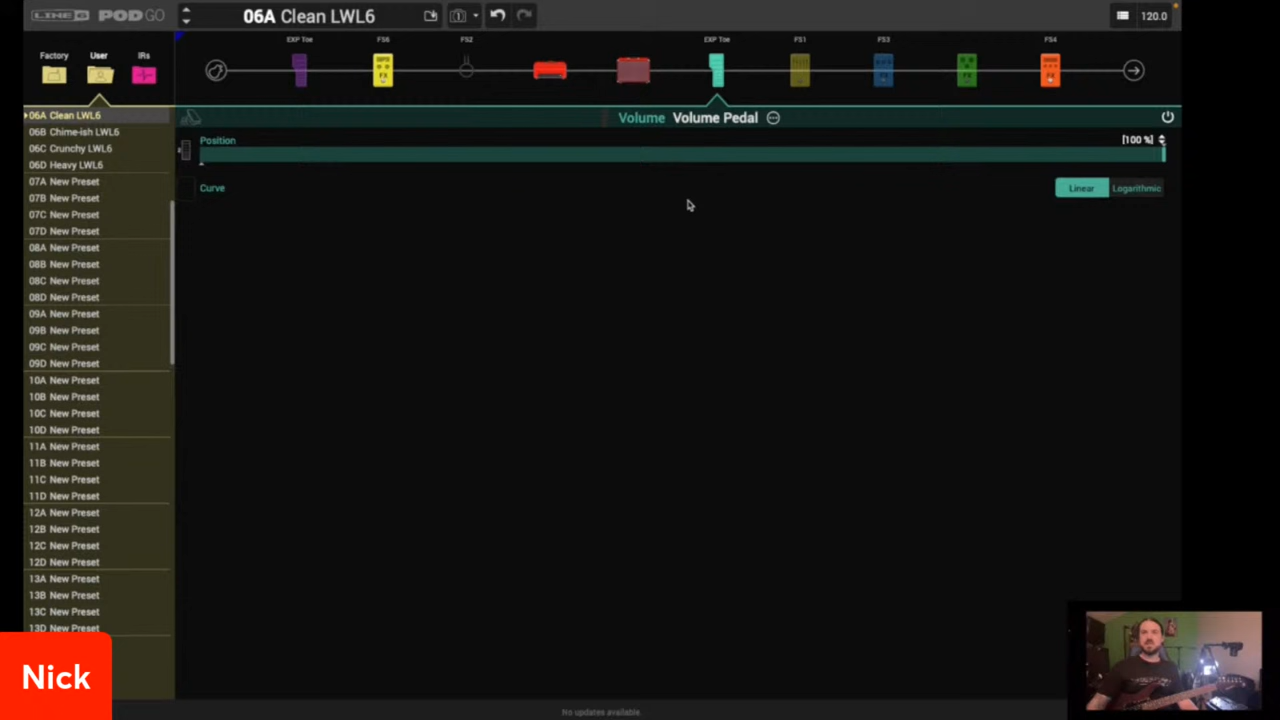 LINE 6 POD GO
06A Clean LWL6
1
120.0
Factory
User
IRs
EXP Toe
FS6
FS2
EXP Toe
FS1
FS3
FS4
Volume Volume Pedal
Position
[100 %]
Curve
Linear
Logarithmic
06A Clean LWL6
06B Chime-ish LWL6
06C Crunchy LWL6
06D Heavy LWL6
07A New Preset
07B New Preset
07C New Preset
07D New Preset
08A New Preset
08B New Preset
08C New Preset
08D New Preset
09A New Preset
09B New Preset
09C New Preset
09D New Preset
10A New Preset
10B New Preset
10C New Preset
10D New Preset
11A New Preset
11B New Preset
11C New Preset
11D New Preset
12A New Preset
12B New Preset
12C New Preset
12D New Preset
13A New Preset
13B New Preset
13C New Preset
13D New Preset
Nick
No updates available.